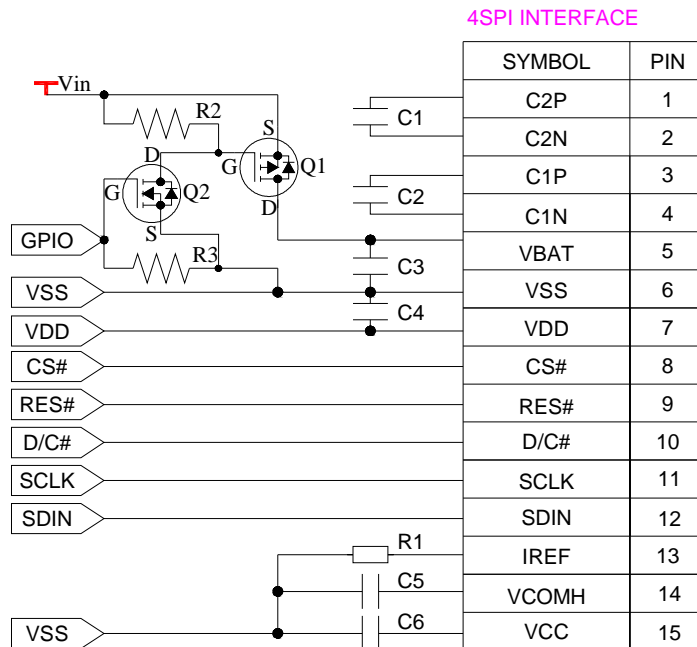 4SPI INTERFACE
SYMBOL PIN
Vin
R2
C1
C2P 1
S
C2N 2
D
G
Q1
G
Q2
C1P 3
D
C2
S
C1N 4
GPIO
R3
VBAT 5
C3
VSS
VSS 6
C4
VDD
VDD 7
CS#
CS# 8
RES#
RES# 9
D/C#
D/C# 10
SCLK
SCLK 11
SDIN
SDIN 12
R1
IREF 13
C5
VCOMH 14
C6
VSS
VCC 15